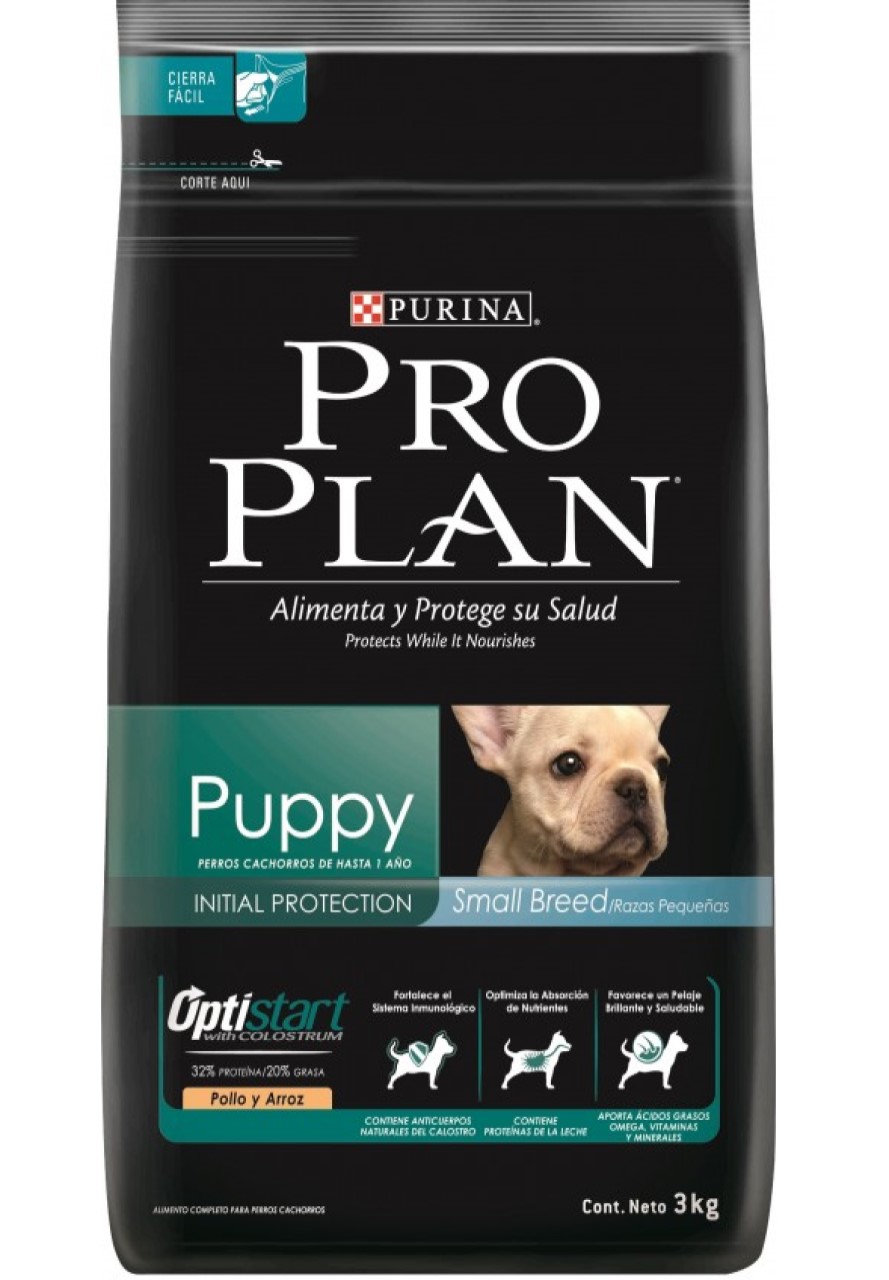 CIERRA
FÁCIL
CORTE AQUI
PURINA®
PRO
PLAN®
Alimenta y Protege su Salud
Protects While It Nourishes
Puppy
PERROS CACHORROS DE HASTA 1 AÑO
INITIAL PROTECTION
Small Breed/Razas Pequeñas
Optistart
with COLOSTRUM
32% PROTEÍNA/20% GRASA
Pollo y Arroz
Fortalece el
Sistema Inmunológico
CONTIENE ANTICUERPOS
NATURALES DEL CALOSTRO
Optimiza la Absorción
de Nutrientes
CONTIENE
PROTEÍNAS DE LA LECHE
Favorece un Pelaje
Brillante y Saludable
APORTA ÁCIDOS GRASOS
OMEGA, VITAMINAS
Y MINERALES
ALIMENTO COMPLETO PARA PERROS CACHORROS
Cont. Neto 3kg